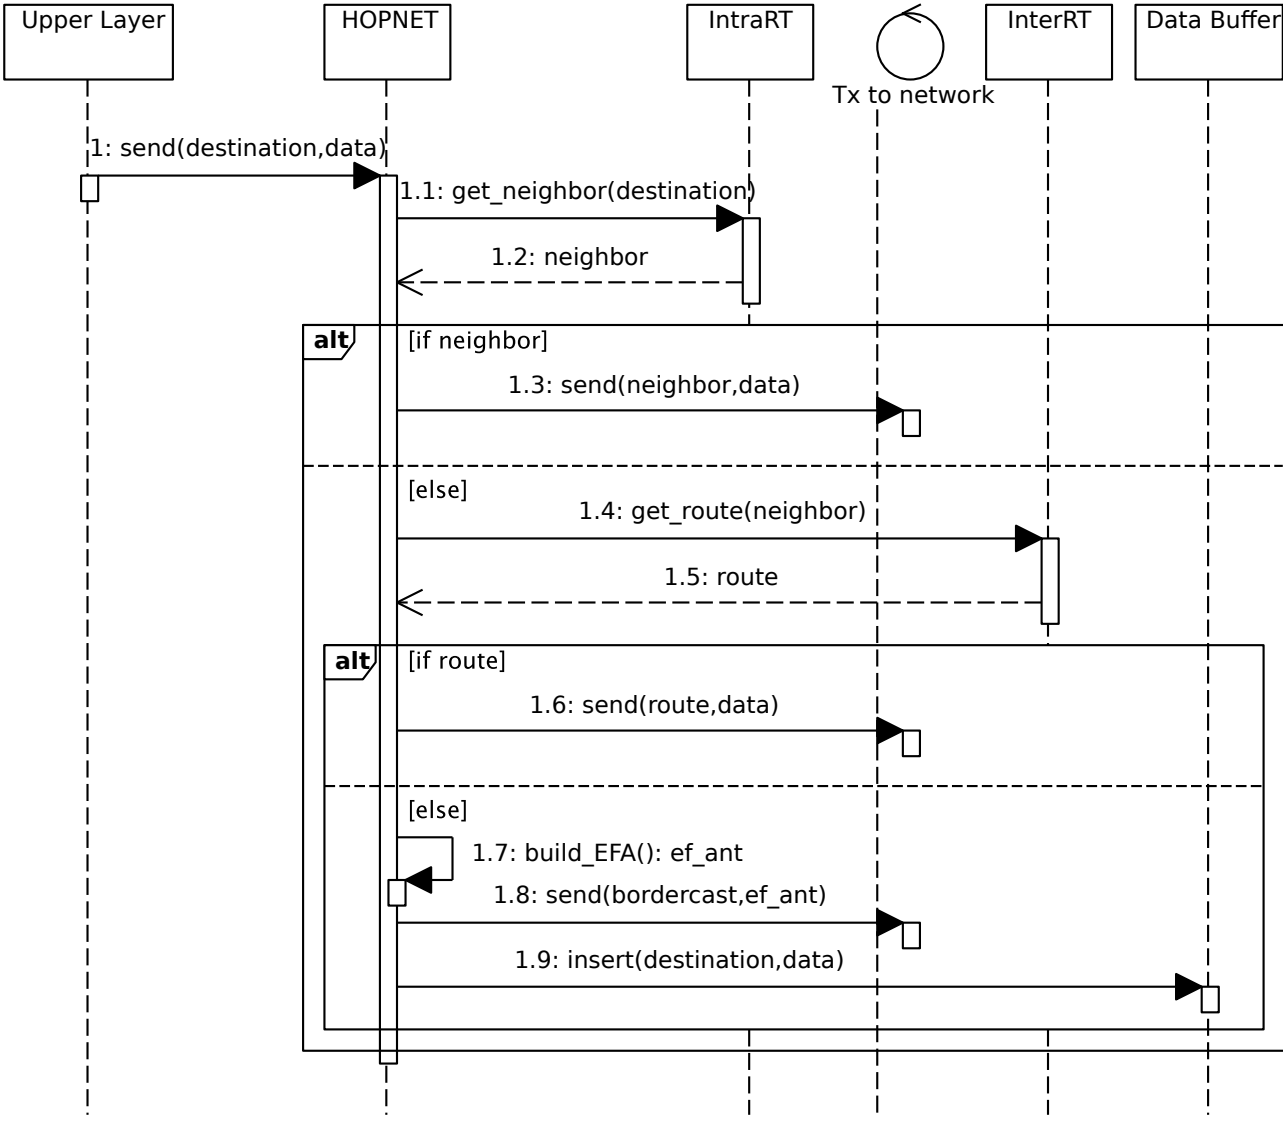 Upper Layer
HOPNET
IntraRT
InterRT
Data Buffer
Tx to network
1: send(destination,data)
1.1: get_neighbor(destination)
1.2: neighbor
alt
[if neighbor]
1.3: send(neighbor,data)
[else]
1.4: get_route(neighbor)
1.5: route
alt
[if route]
1.6: send(route,data)
[else]
1.7: build_EFA(): ef_ant
1.8: send(bordercast,ef_ant)
1.9: insert(destination,data)